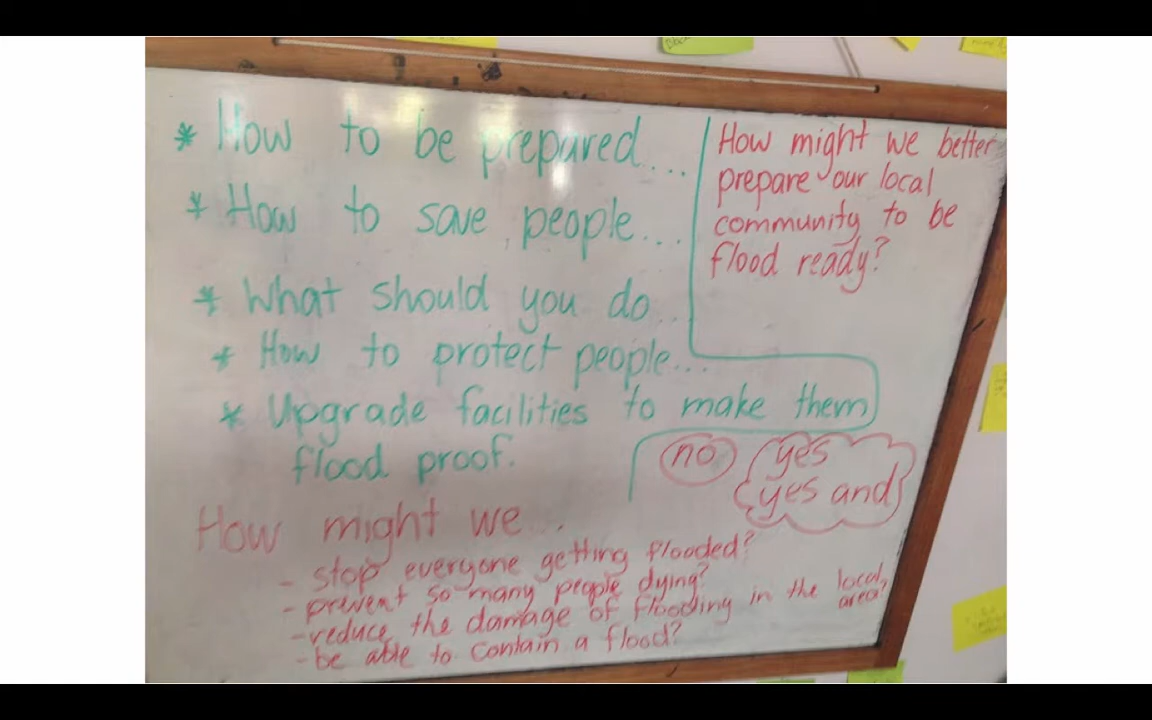 * How to be prepared...
* How to save people...
* What should you do..
* How to protect people...
* Upgrade facilities to make them
flood proof.
How might we better
prepare our local
community to be
flood ready?
no
yes
yes and
How might we...
- stop everyone getting flooded?
- prevent so many people dying?
- reduce the damage of flooding in the local
area?
- be able to contain a flood?